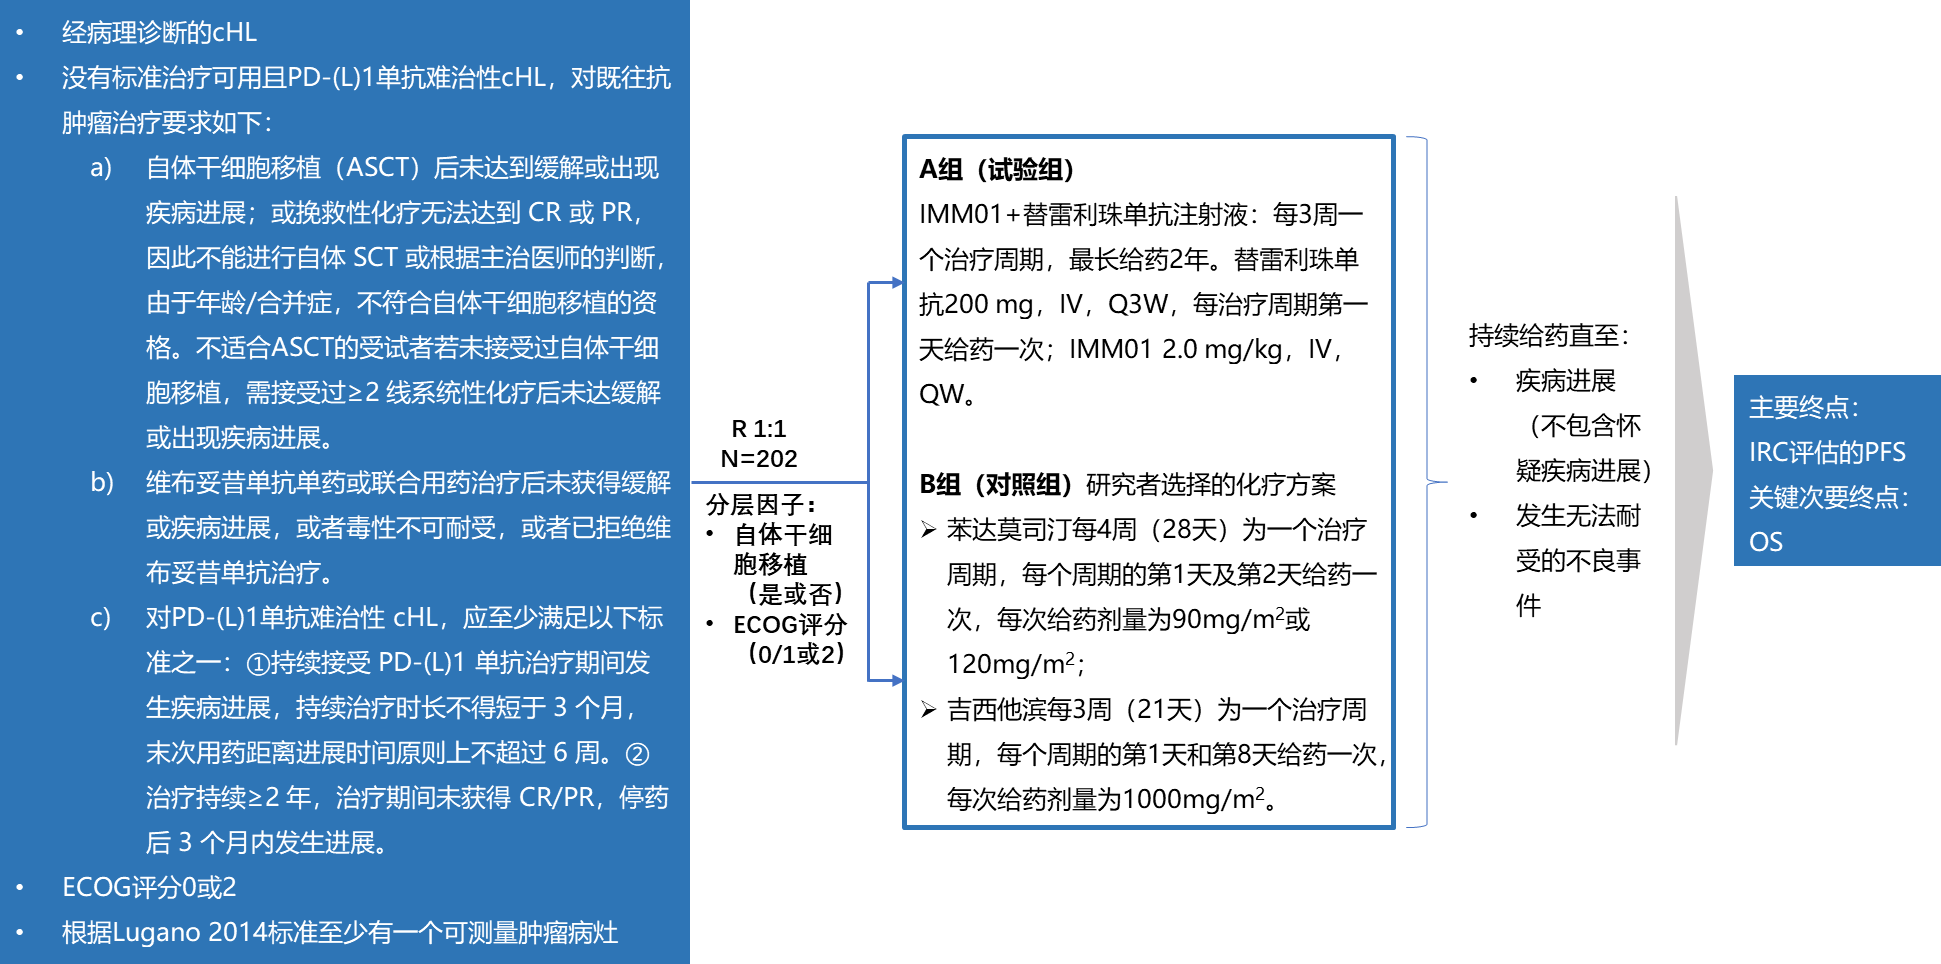 • 经病理诊断的cHL
• 没有标准治疗可用且PD-(L)1单抗难治性cHL，对既往抗
肿瘤治疗要求如下：
a) 自体干细胞移植（ASCT）后未达到缓解或出现
疾病进展；或挽救性化疗无法达到 CR 或 PR，
因此不能进行自体 SCT 或根据主治医师的判断，
由于年龄/合并症，不符合自体干细胞移植的资
格。不适合ASCT的受试者若未接受过自体干细
胞移植，需接受过≥2 线系统性化疗后未达缓解
或出现疾病进展。
b) 维布妥昔单抗单药或联合用药治疗后未获得缓解
或疾病进展，或者毒性不可耐受，或者已拒绝维
布妥昔单抗治疗。
c) 对PD-(L)1单抗难治性 cHL，应至少满足以下标
准之一：①持续接受 PD-(L)1 单抗治疗期间发
生疾病进展，持续治疗时长不得短于 3 个月，
末次用药距离进展时间原则上不超过 6 周。②
治疗持续≥2 年，治疗期间未获得 CR/PR，停药
后 3 个月内发生进展。
• ECOG评分0或2
• 根据Lugano 2014标准至少有一个可测量肿瘤病灶
R 1:1
N=202
分层因子：
• 自体干细
胞移植
（是或否）
• ECOG评分
（0/1或2）
A组（试验组）
IMM01+替雷利珠单抗注射液：每3周一
个治疗周期，最长给药2年。替雷利珠单
抗200 mg，IV，Q3W，每治疗周期第一
天给药一次；IMM01 2.0 mg/kg，IV，
QW。
B组（对照组）研究者选择的化疗方案
➢ 苯达莫司汀每4周（28天）为一个治疗
周期，每个周期的第1天及第2天给药一
次，每次给药剂量为90mg/m²或
120mg/m²；
➢ 吉西他滨每3周（21天）为一个治疗周
期，每个周期的第1天和第8天给药一次，
每次给药剂量为1000mg/m²。
持续给药直至：
• 疾病进展
（不包含怀
疑疾病进展）
• 发生无法耐
受的不良事
件
主要终点：
IRC评估的PFS
关键次要终点：
OS